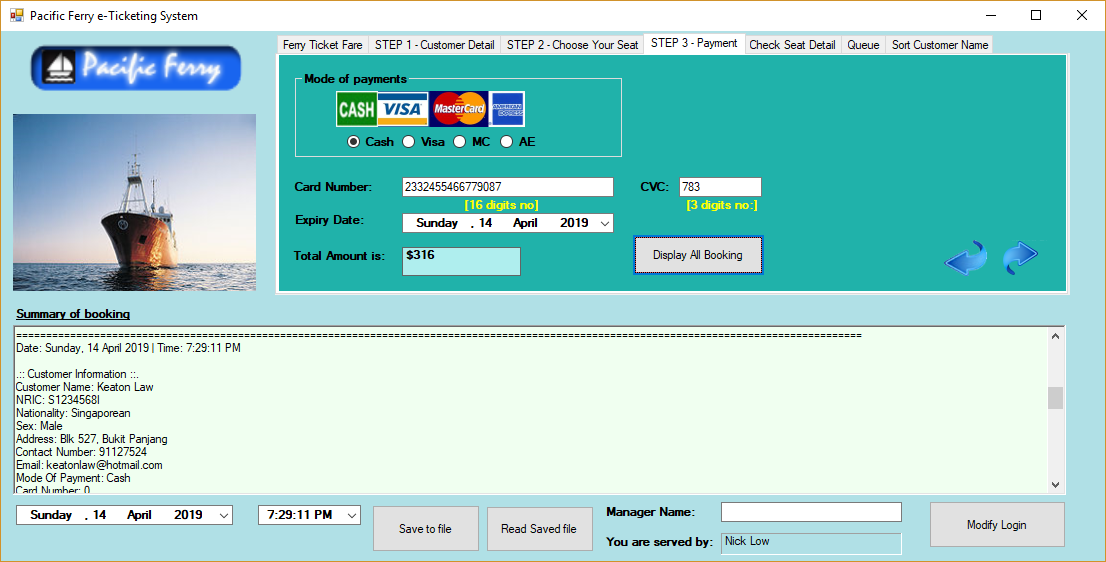 Pacific Ferry e-Ticketing System
Pacific Ferry
Ferry Ticket Fare STEP 1 - Customer Detail STEP 2 - Choose Your Seat STEP 3 - Payment Check Seat Detail Queue Sort Customer Name
Mode of payments
CASH VISA MasterCard AMERICAN EXPRESS
Cash Visa MC AE
Card Number: 2332455466779087 CVC: 783
[16 digits no] [3 digits no:]
Expiry Date: Sunday , 14 April 2019
Total Amount is: $316 Display All Booking
Summary of booking
Date: Sunday, 14 April 2019 | Time: 7:29:11 PM
.:: Customer Information ::.
Customer Name: Keaton Law
NRIC: S1234568I
Nationality: Singaporean
Sex: Male
Address: Blk 527, Bukit Panjang
Contact Number: 91127524
Email: keatonlaw@hotmail.com
Mode Of Payment: Cash
Card Number: 0
Sunday , 14 April 2019 7:29:11 PM Save to file Read Saved file Manager Name: Modify Login
You are served by: Nick Low